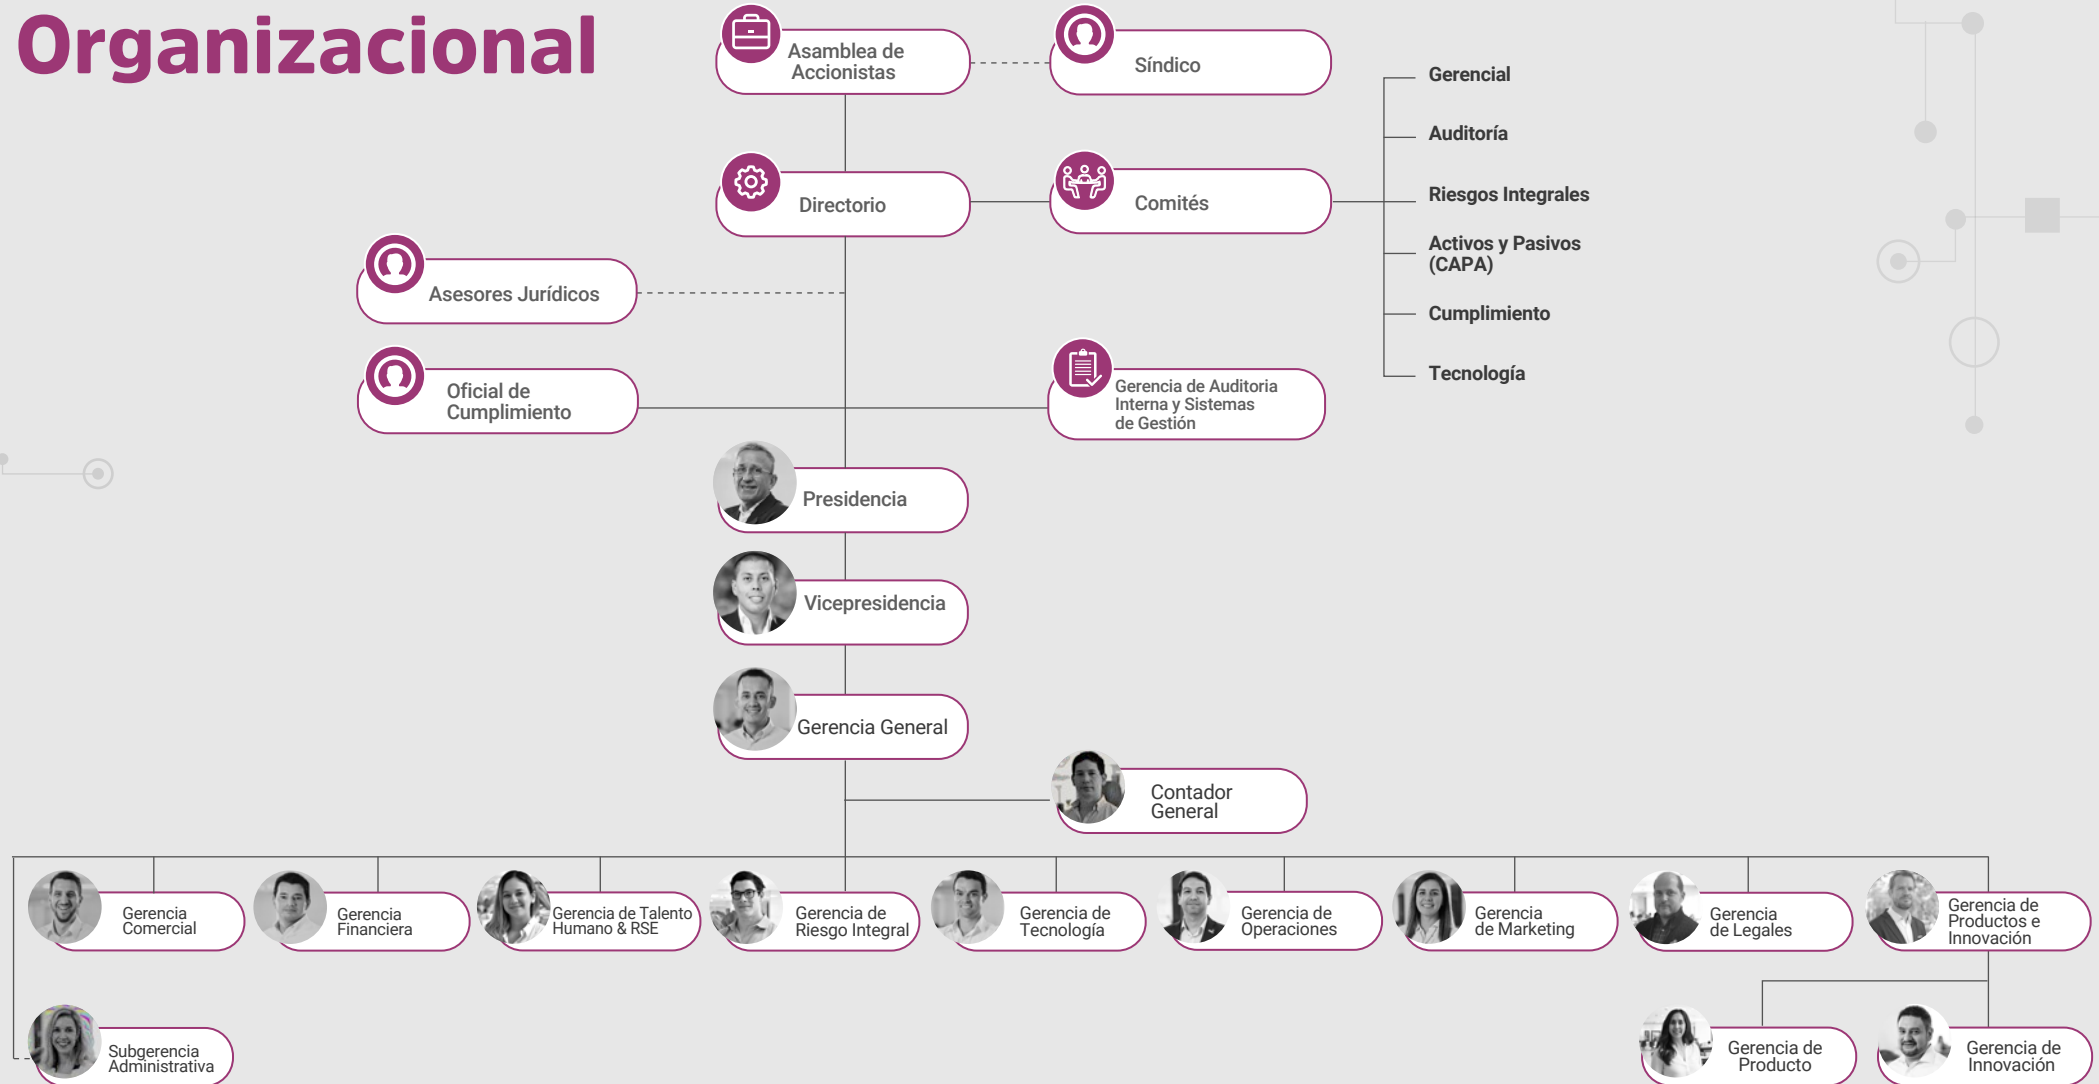 Organizacional
Asamblea de
Accionistas
Síndico
Gerencial
Auditoría
Directorio
Comités
Riesgos Integrales
Activos y Pasivos
(CAPA)
Asesores Jurídicos
Cumplimiento
Tecnología
Oficial de
Cumplimiento
Gerencia de Auditoria
Interna y Sistemas
de Gestión
Presidencia
Vicepresidencia
Gerencia General
Contador
General
Gerencia
Comercial
Gerencia
Financiera
Gerencia de Talento
Humano & RSE
Gerencia de
Riesgo Integral
Gerencia de
Tecnología
Gerencia de
Operaciones
Gerencia
de Marketing
Gerencia
de Legales
Gerencia de
Productos e
Innovación
Subgerencia
Administrativa
Gerencia de
Producto
Gerencia de
Innovación